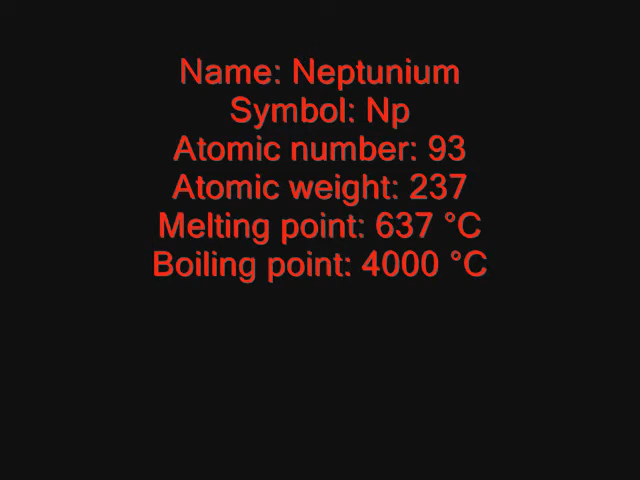 Name: Neptunium
Symbol: Np
Atomic number: 93
Atomic weight: 237
Melting point: 637 °C
Boiling point: 4000 °C